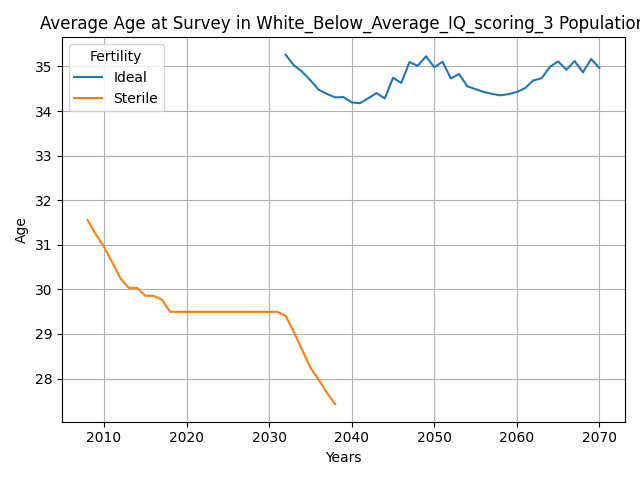 Average Age at Survey in White_Below_Average_IQ_scoring_3 Population
Fertility
Ideal
Sterile
Age
35
34
33
32
31
30
29
28
2010
2020
2030
2040
2050
2060
2070
Years